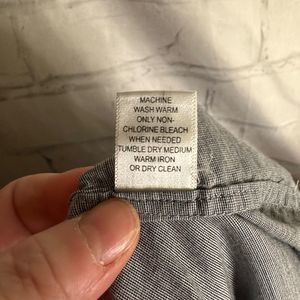 MACHINE
WASH WARM
ONLY NON-
CHLORINE BLEACH
WHEN NEEDED
TUMBLE DRY MEDIUM
WARM IRON
OR DRY CLEAN